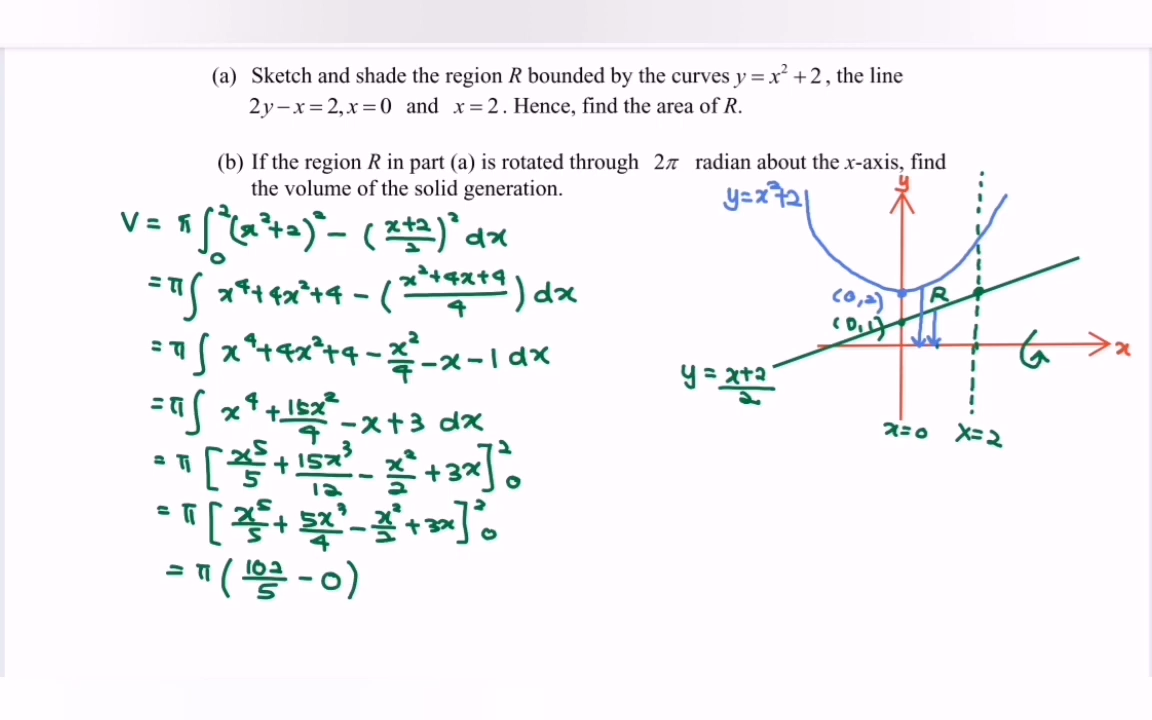 (a) Sketch and shade the region R bounded by the curves y = x² + 2, the line
2y − x = 2, x = 0 and x = 2. Hence, find the area of R.
(b) If the region R in part (a) is rotated through 2π radian about the x-axis, find
the volume of the solid generation.
V = π∫₀² (x²+2)² − ((x+2)/2)² dx
= π∫ x⁴+4x²+4 − ((x²+4x+4)/4) dx
= π∫ x⁴+4x²+4 − x²/4 − x − 1 dx
= π∫ x⁴ + 15x²/4 − x + 3 dx
= π [x⁵/5 + 15x³/12 − x²/2 + 3x]₀²
= π [x⁵/5 + 5x³/4 − x²/2 + 3x]₀²
= π (102/5 − 0)
y
y=x²+2
(0,2)
R
(0,1)
x
y = (x+2)/2
x=0
x=2